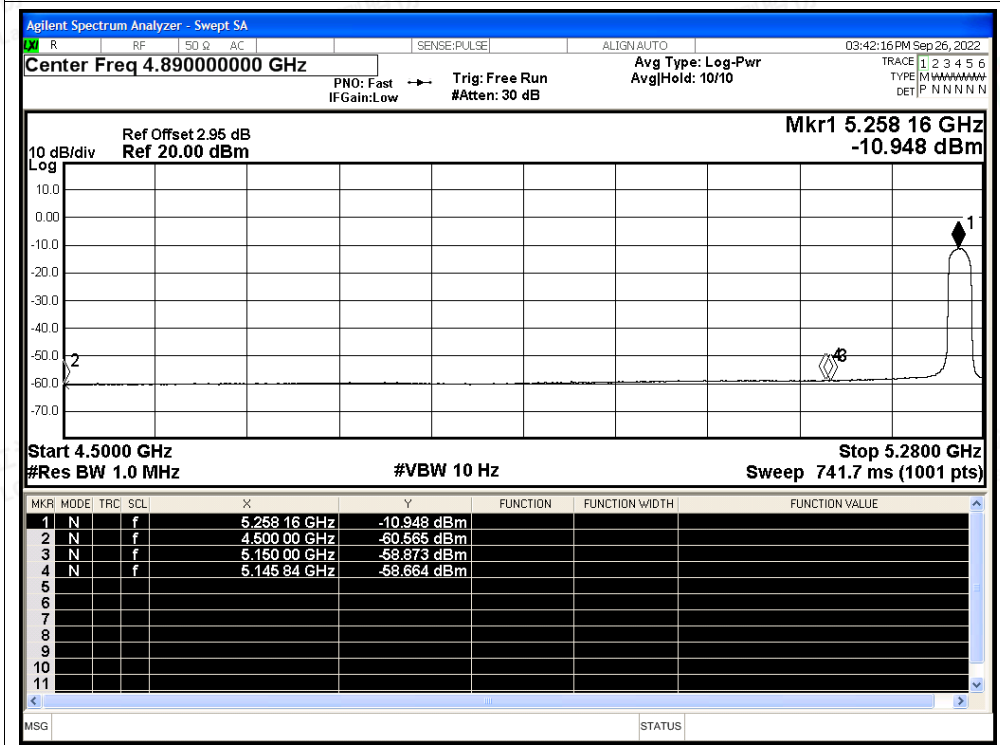 Agilent Spectrum Analyzer - Swept SA
LXI R RF 50 Ω AC SENSE:PULSE ALIGN AUTO 03:42:16 PM Sep 26, 2022
Center Freq 4.890000000 GHz
PNO: Fast
IFGain:Low
Trig: Free Run
#Atten: 30 dB
Avg Type: Log-Pwr
Avg|Hold: 10/10
TRACE 1 2 3 4 5 6
TYPE M
DET P N N N N N
Mkr1 5.258 16 GHz
-10.948 dBm
Ref Offset 2.95 dB
10 dB/div Ref 20.00 dBm
Log
10.0
0.00
-10.0
-20.0
-30.0
-40.0
-50.0
-60.0
-70.0
1
2
4
3
Start 4.5000 GHz Stop 5.2800 GHz
#Res BW 1.0 MHz #VBW 10 Hz Sweep 741.7 ms (1001 pts)
MKR MODE TRC SCL X Y FUNCTION FUNCTION WIDTH FUNCTION VALUE
1 N f 5.258 16 GHz -10.948 dBm
2 N f 4.500 00 GHz -60.565 dBm
3 N f 5.150 00 GHz -58.873 dBm
4 N f 5.145 84 GHz -58.664 dBm
5
6
7
8
9
10
11
MSG STATUS